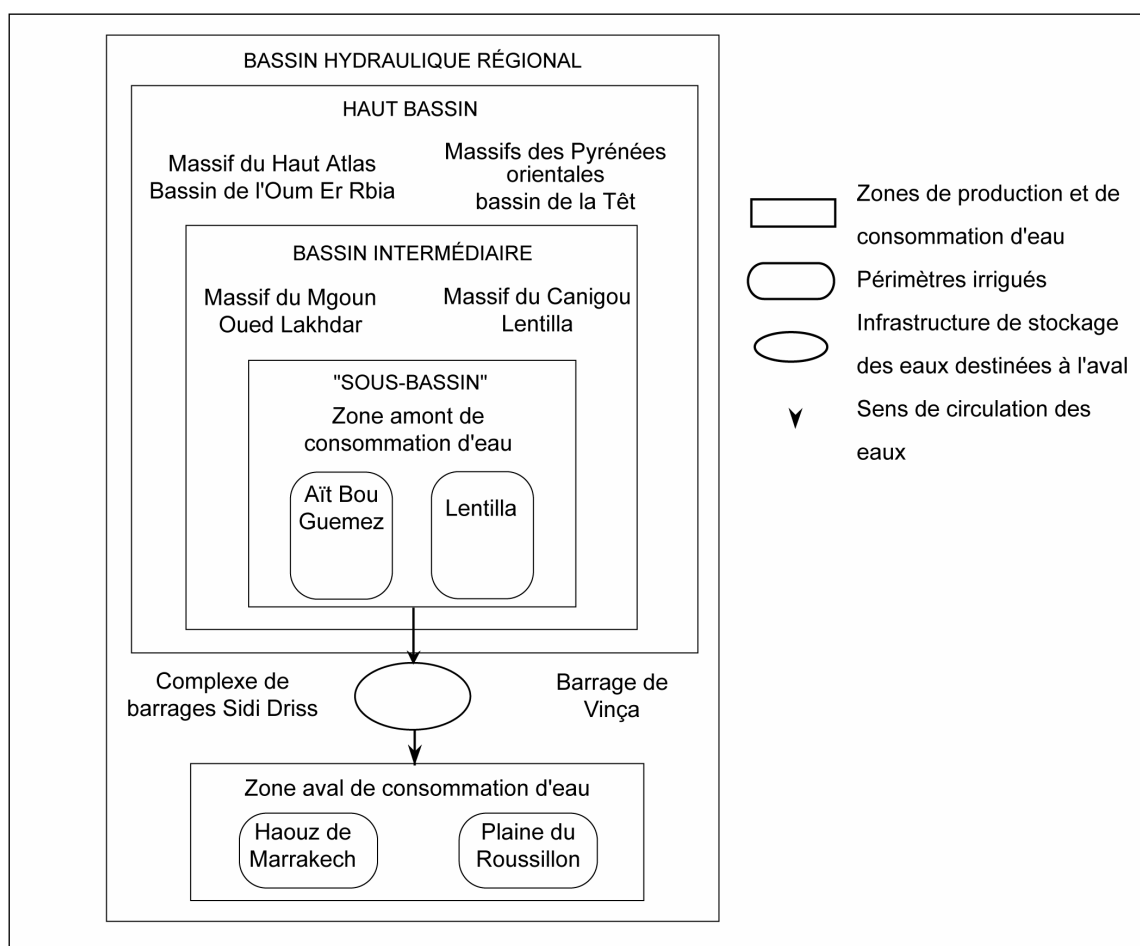 BASSIN HYDRAULIQUE RÉGIONAL
HAUT BASSIN
Massif du Haut Atlas
Bassin de l'Oum Er Rbia
Massifs des Pyrénées
orientales
bassin de la Têt
BASSIN INTERMÉDIAIRE
Massif du Mgoun
Oued Lakhdar
Massif du Canigou
Lentilla
"SOUS-BASSIN"
Zone amont de
consommation d'eau
Aït Bou
Guemez
Lentilla
Complexe de
barrages Sidi Driss
Barrage de
Vinça
Zone aval de consommation d'eau
Haouz de
Marrakech
Plaine du
Roussillon
Zones de production et de
consommation d'eau
Périmètres irrigués
Infrastructure de stockage
des eaux destinées à l'aval
Sens de circulation des
eaux